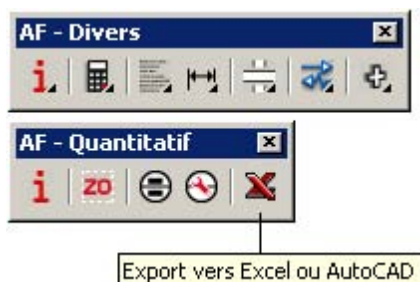 AF - Divers
i
AF - Quantitatif
i ZO
Export vers Excel ou AutoCAD